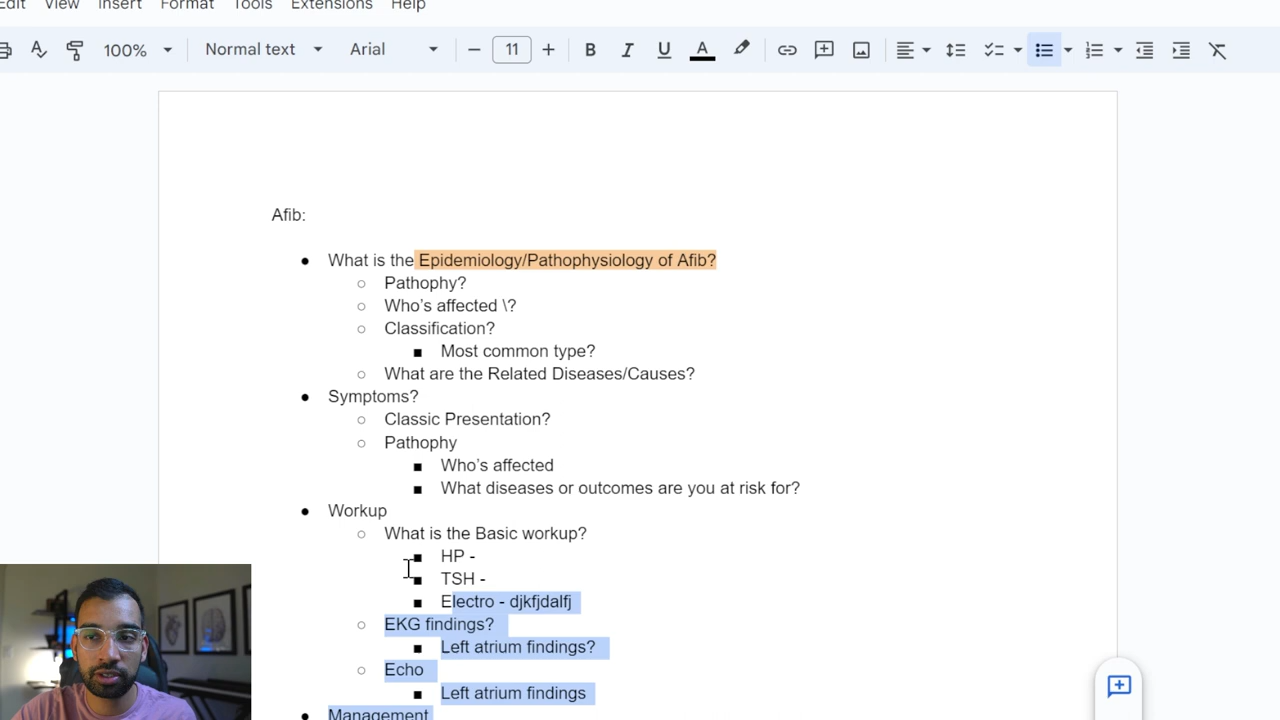 Edit View Insert Format Tools Extensions Help
100% Normal text Arial 11 B I U A
Afib:
What is the Epidemiology/Pathophysiology of Afib?
Pathophy?
Who's affected \?
Classification?
Most common type?
What are the Related Diseases/Causes?
Symptoms?
Classic Presentation?
Pathophy
Who's affected
What diseases or outcomes are you at risk for?
Workup
What is the Basic workup?
HP -
TSH -
Electro - djkfjdalfj
EKG findings?
Left atrium findings?
Echo
Left atrium findings
Management